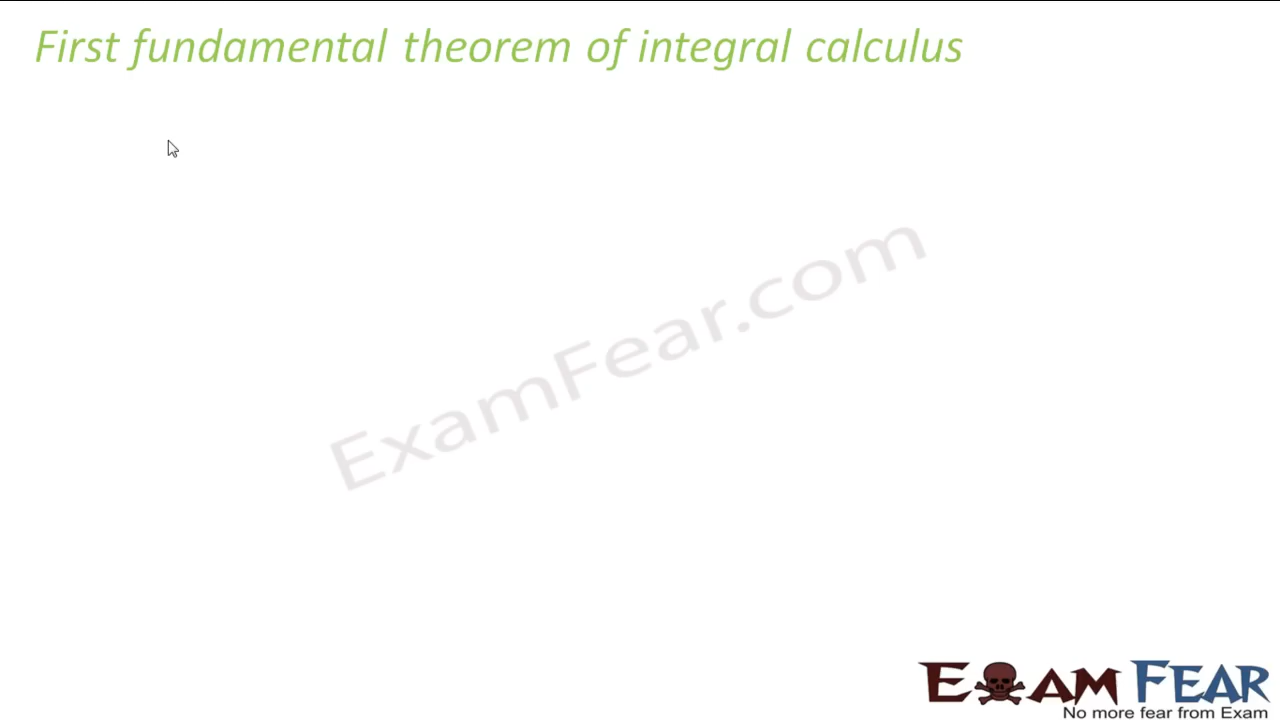 First fundamental theorem of integral calculus
ExamFear.com
EXAM FEAR
No more fear from Exam